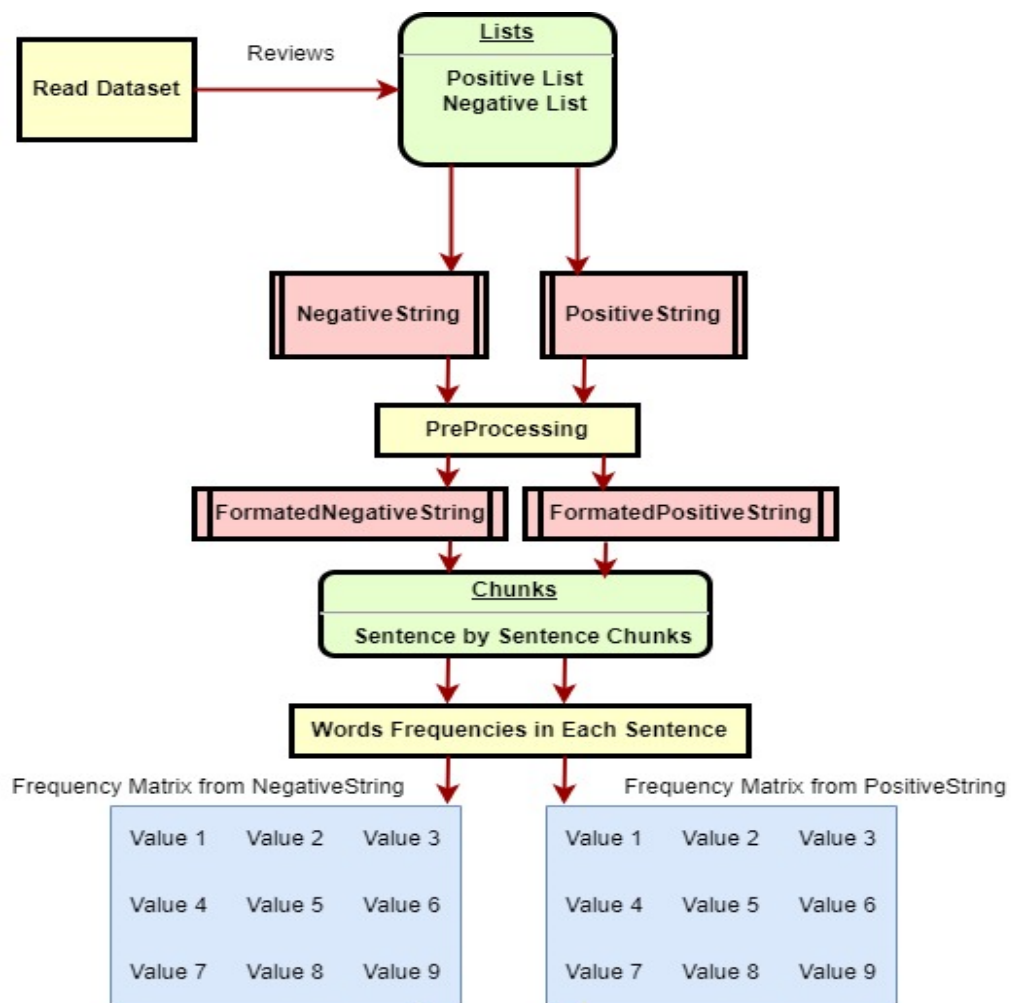 Lists
Reviews
Read Dataset
Positive List
Negative List
NegativeString
PositiveString
PreProcessing
FormatedNegativeString
FormatedPositiveString
Chunks
Sentence by Sentence Chunks
Words Frequencies in Each Sentence
Frequency Matrix from NegativeString
Frequency Matrix from PositiveString
Value 1 Value 2 Value 3
Value 4 Value 5 Value 6
Value 7 Value 8 Value 9
Value 1 Value 2 Value 3
Value 4 Value 5 Value 6
Value 7 Value 8 Value 9